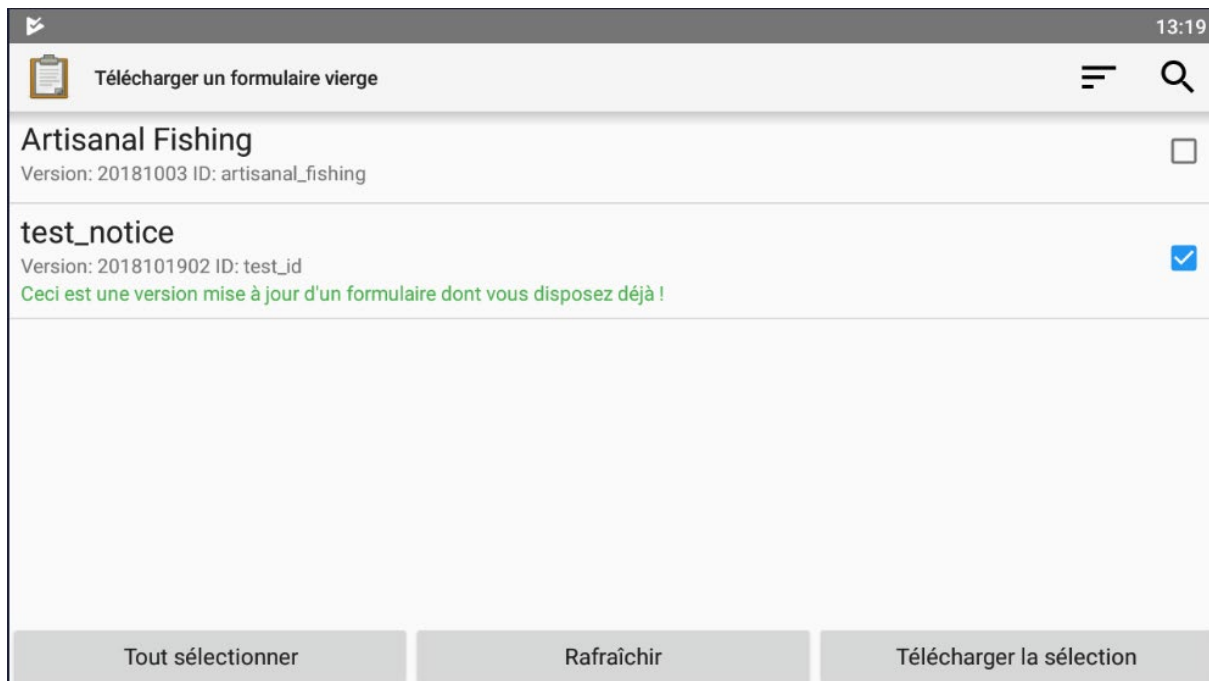 13:19
Télécharger un formulaire vierge
Artisanal Fishing
Version: 20181003 ID: artisanal_fishing
test_notice
Version: 2018101902 ID: test_id
Ceci est une version mise à jour d'un formulaire dont vous disposez déjà !
Tout sélectionner
Rafraîchir
Télécharger la sélection